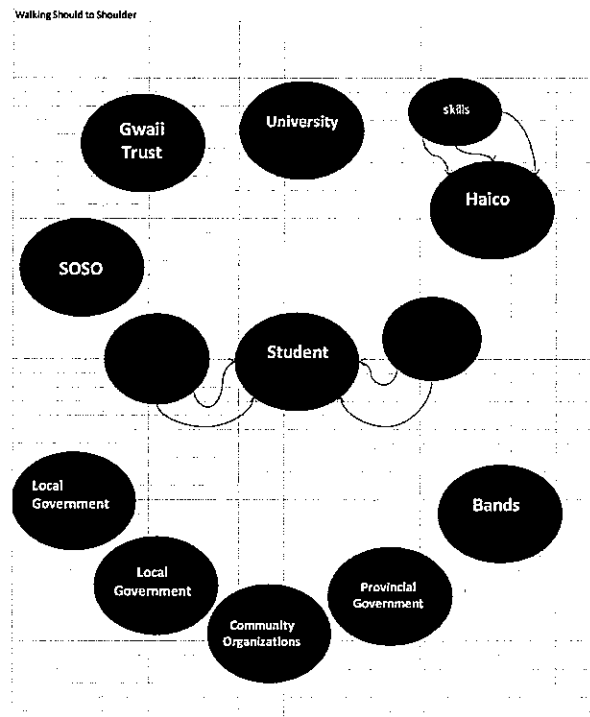 Walking Should to Shoulder
Gwaii
Trust
University
skills
Haico
SOSO
Student
Local
Government
Bands
Local
Government
Provincial
Government
Community
Organizations